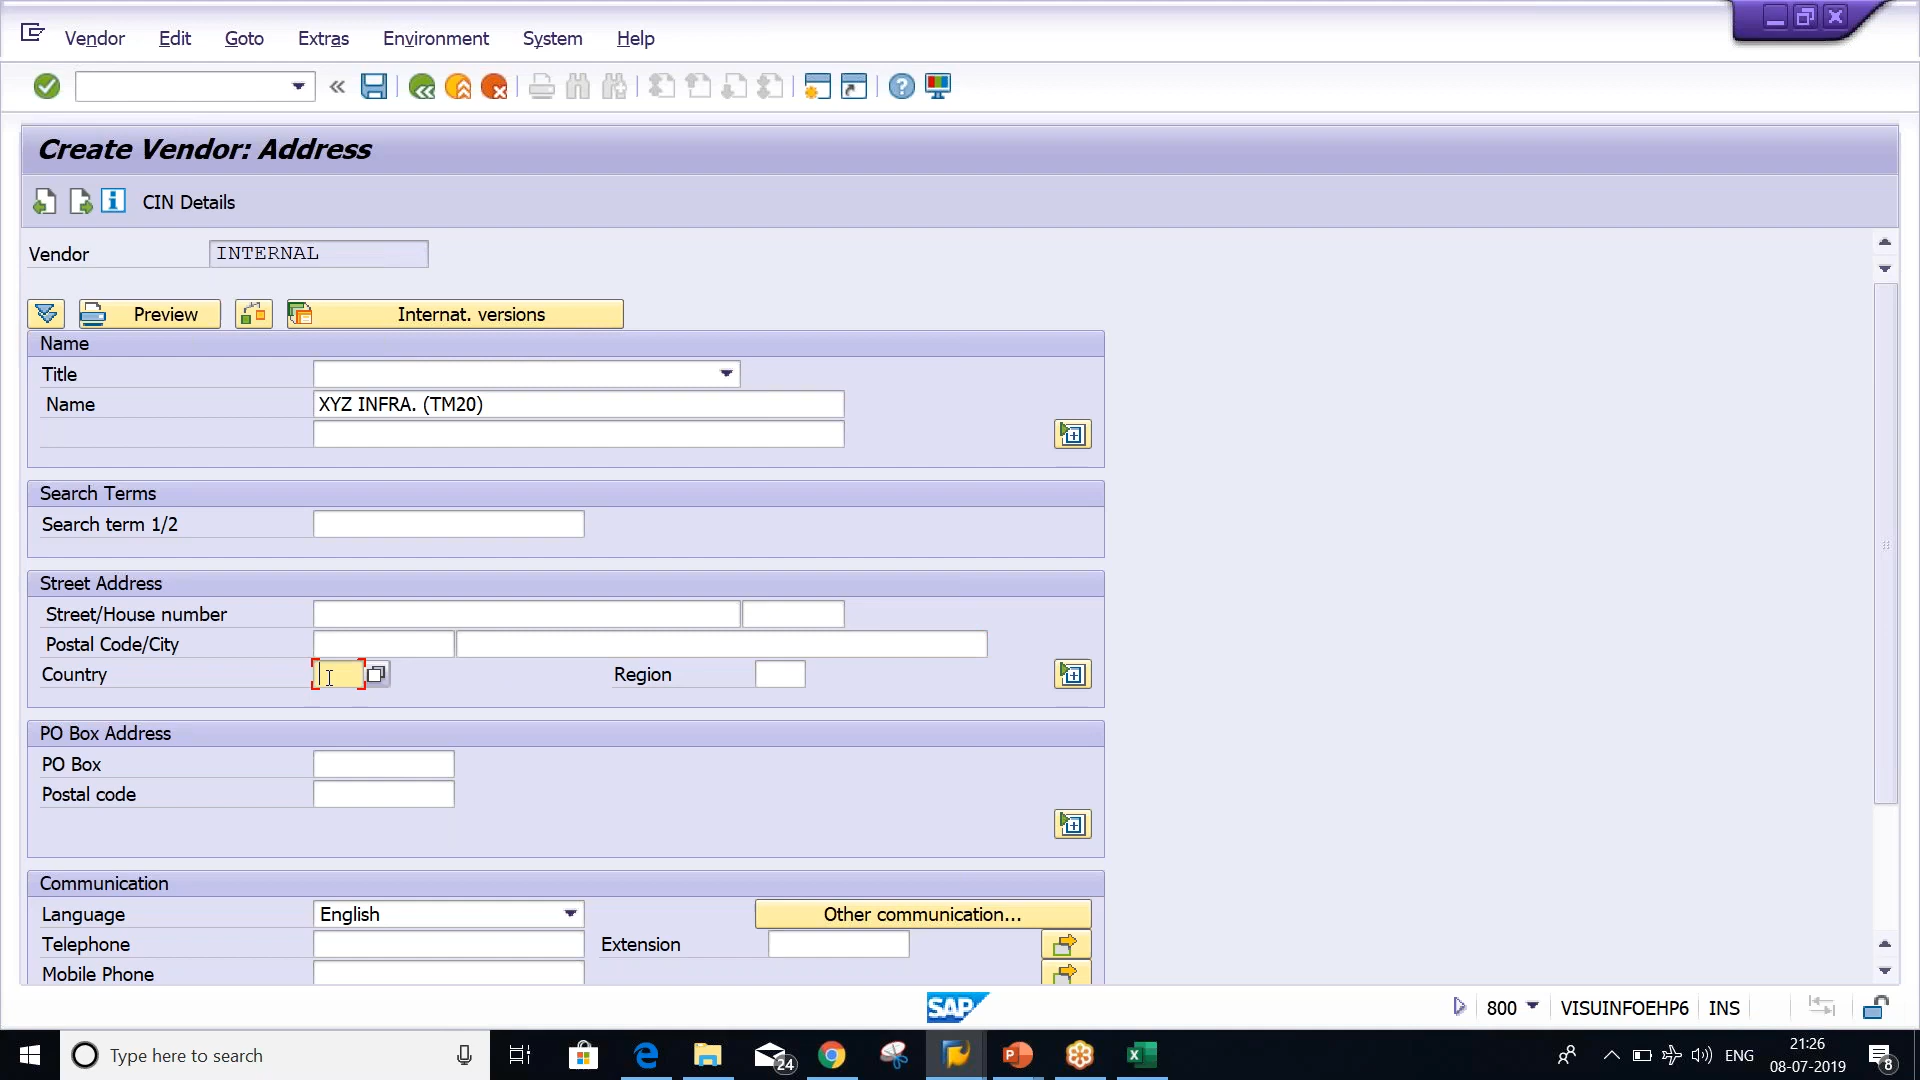 Vendor Edit Goto Extras Environment System Help
Create Vendor: Address
CIN Details
Vendor INTERNAL
Preview Internat. versions
Name
Title
Name XYZ INFRA. (TM20)
Search Terms
Search term 1/2
Street Address
Street/House number
Postal Code/City
Country Region
PO Box Address
PO Box
Postal code
Communication
Language English Other communication...
Telephone Extension
Mobile Phone
SAP 800 VISUINFOEHP6 INS
Type here to search 24 ENG 21:26
08-07-2019 8